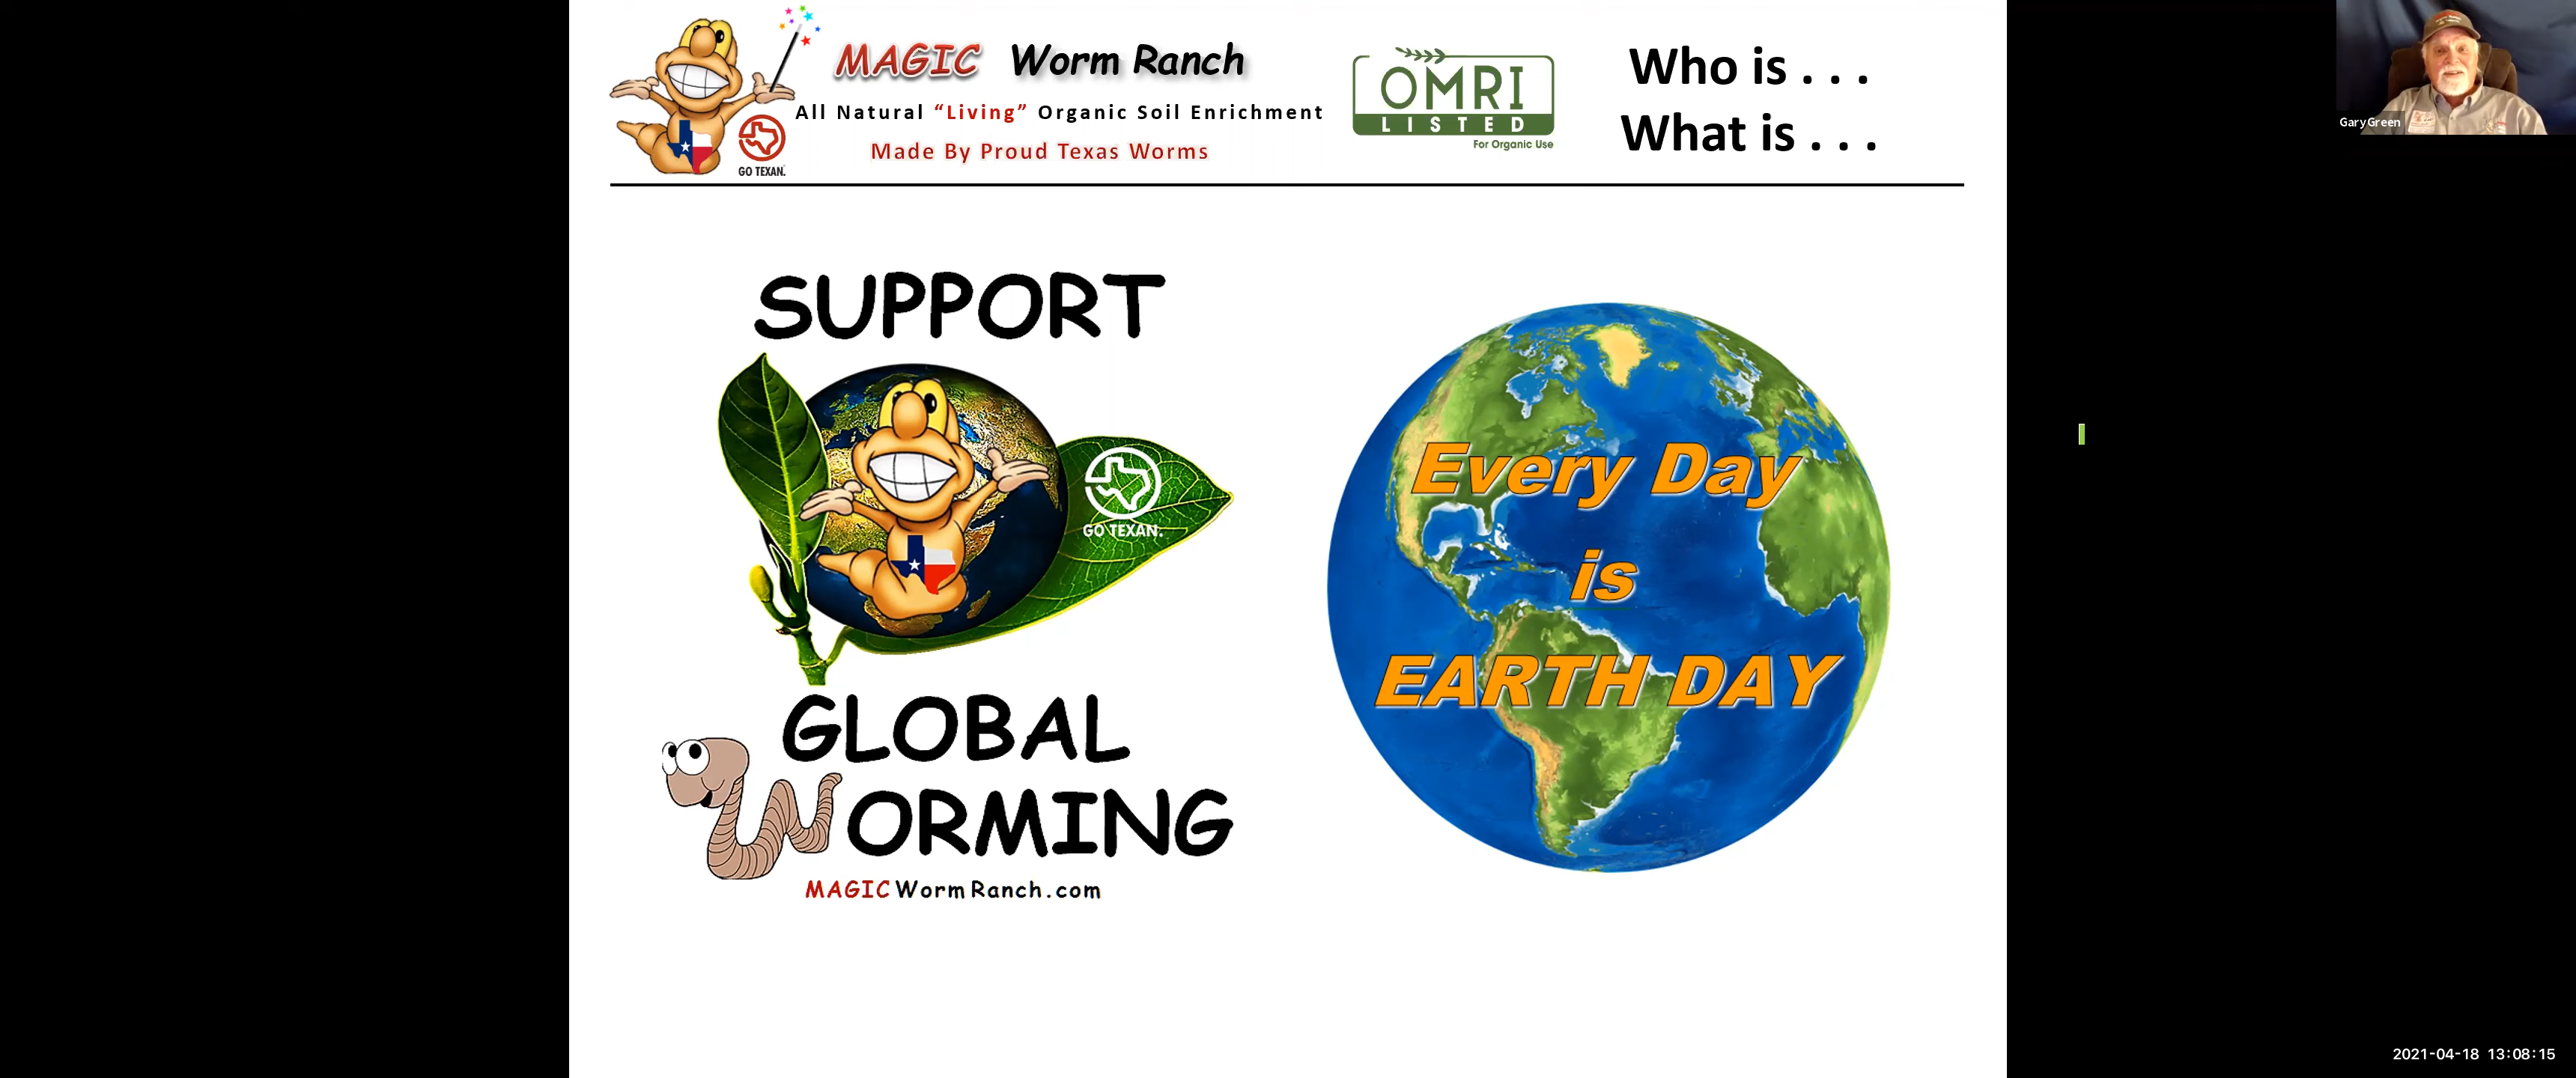 MAGIC Worm Ranch
All Natural “Living” Organic Soil Enrichment
Made By Proud Texas Worms
GO TEXAN.
OMRI
LISTED
For Organic Use
Who is . . .
What is . . .
GaryGreen
SUPPORT
GO TEXAN.
GLOBAL
WORMING
MAGICWormRanch.com
Every Day
is
EARTH DAY
2021-04-18 13:08:15